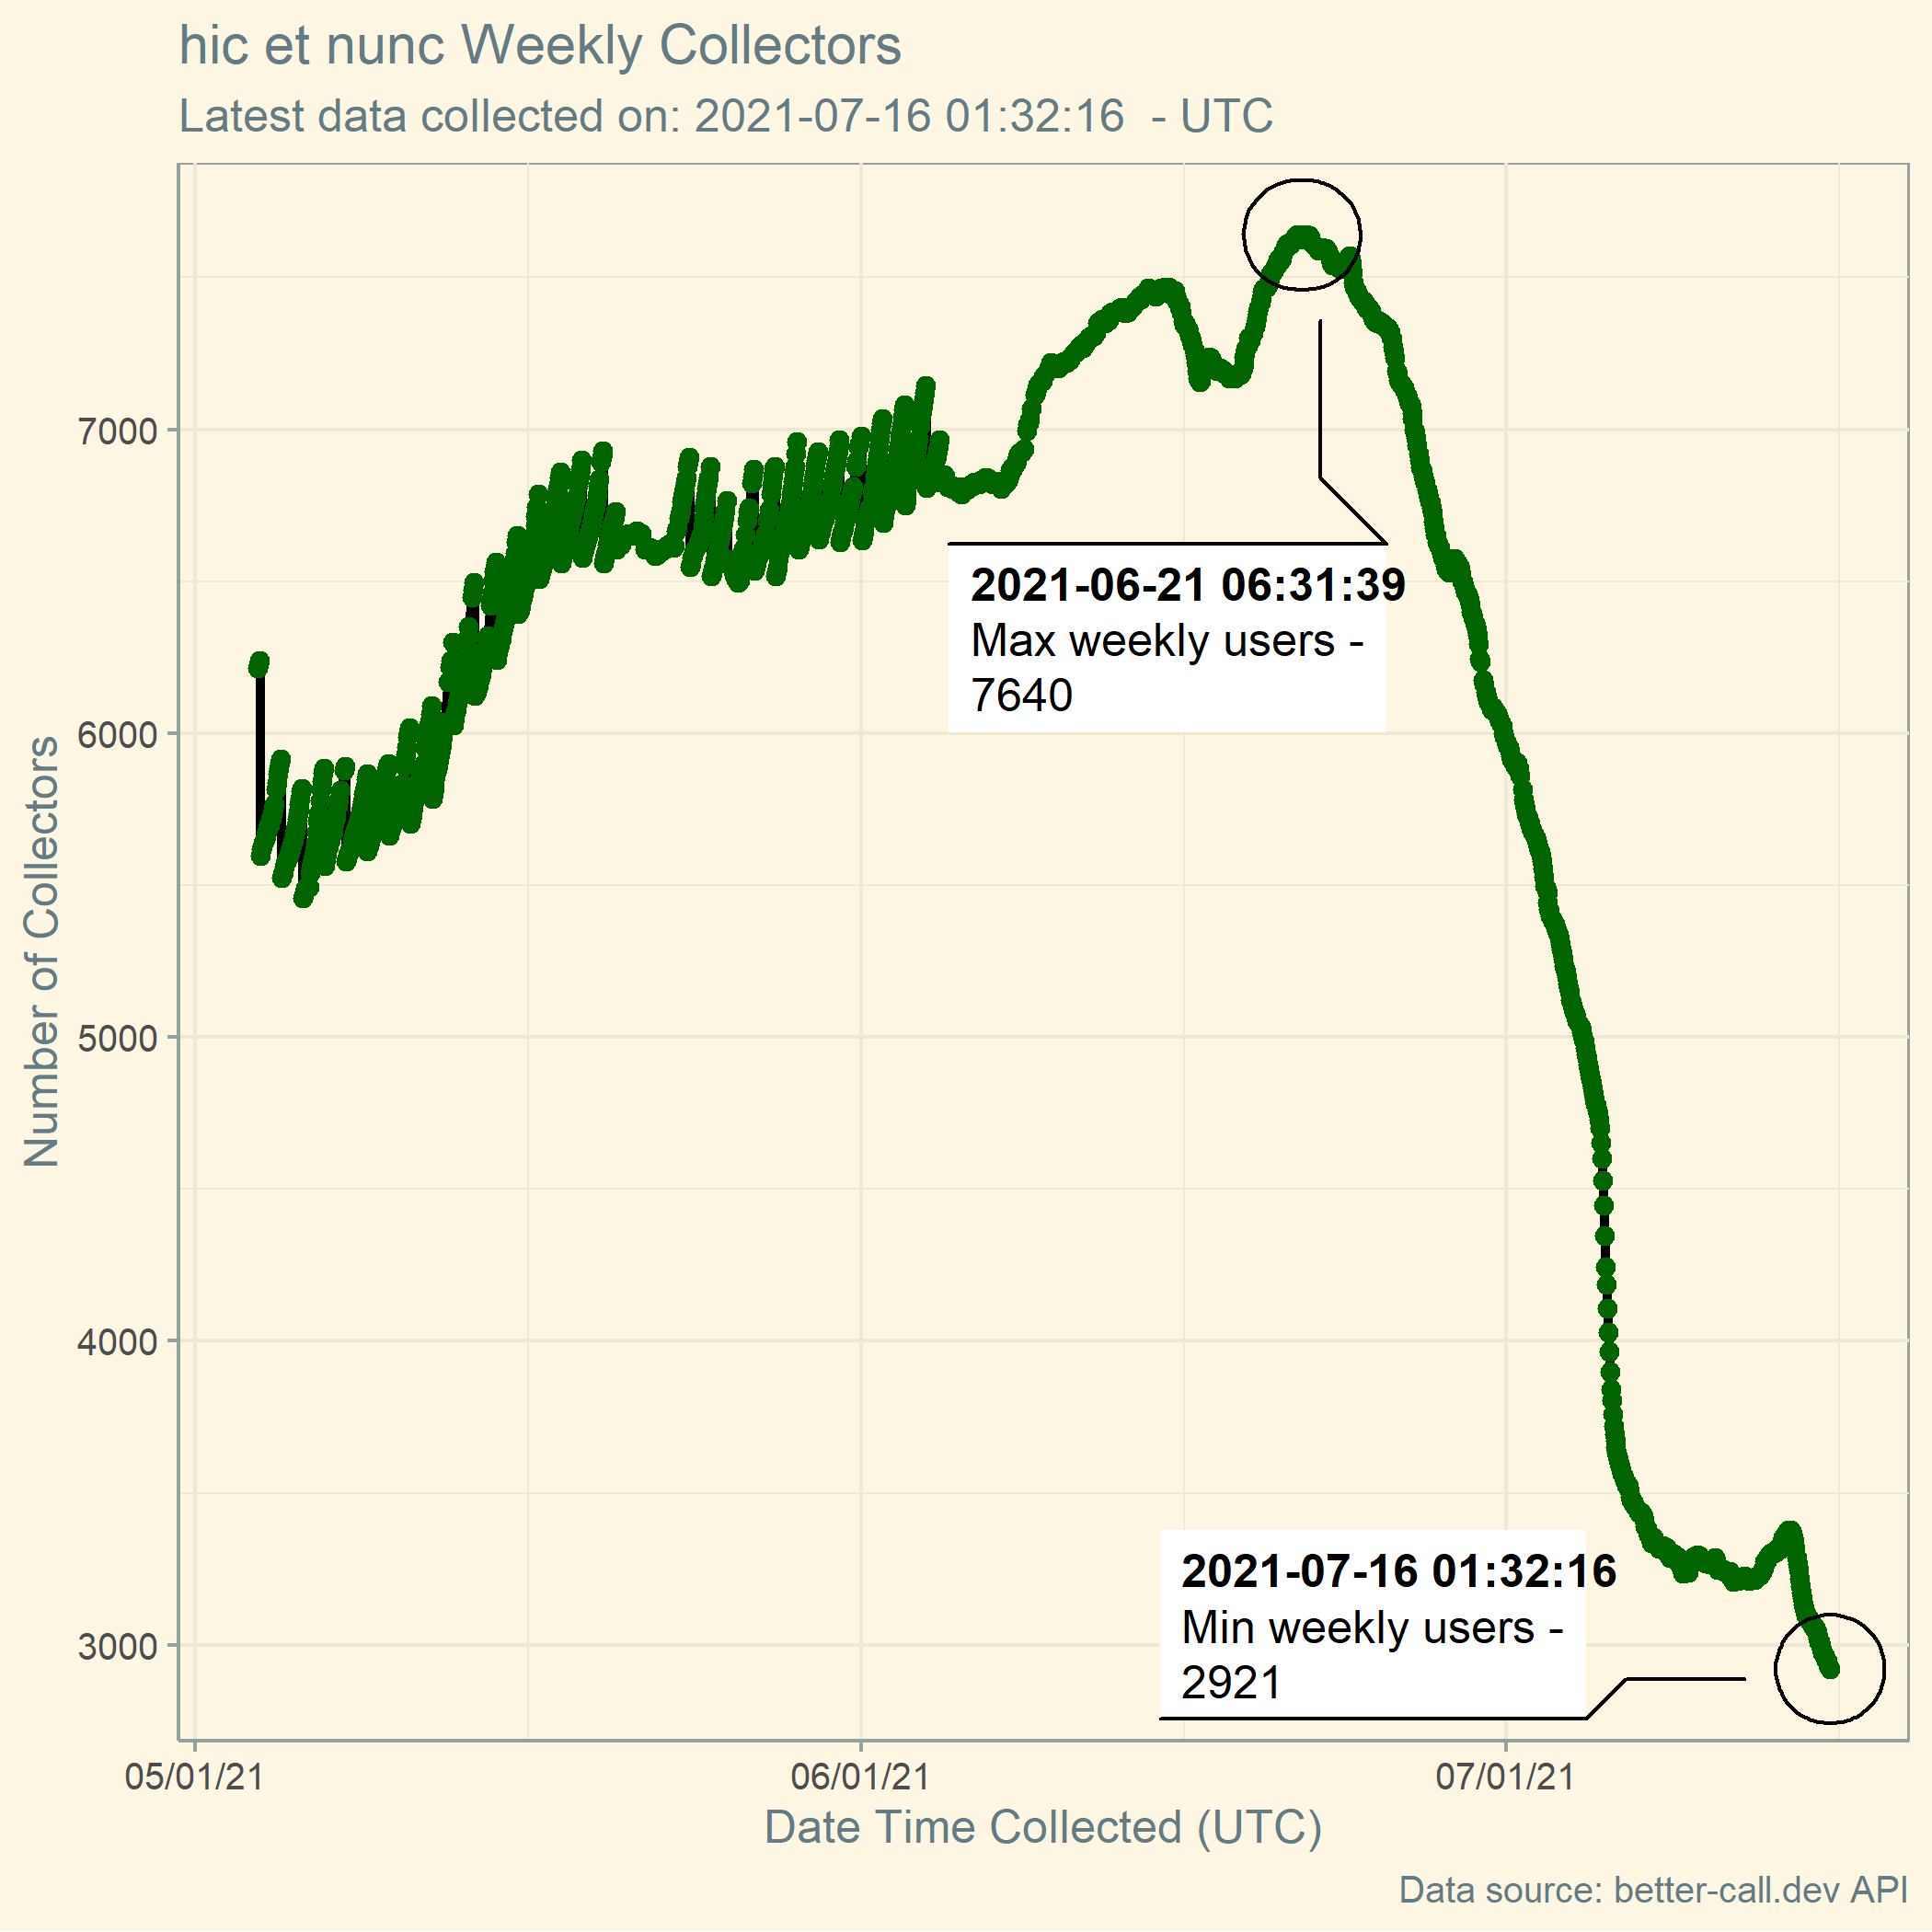 hic et nunc Weekly Collectors
Latest data collected on: 2021-07-16 01:32:16  - UTC
Number of Collectors
7000
6000
5000
4000
3000
2021-06-21 06:31:39
Max weekly users -
7640
2021-07-16 01:32:16
Min weekly users -
2921
05/01/21
06/01/21
07/01/21
Date Time Collected (UTC)
Data source: better-call.dev API